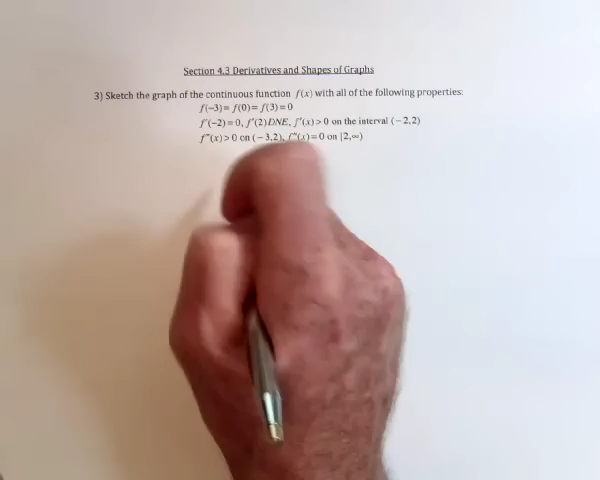 Section 4.3 Derivatives and Shapes of Graphs
3) Sketch the graph of the continuous function f(x) with all of the following properties:
f(−3)= f(0)= f(3)=0
f'(−2)=0, f'(2)DNE, f'(x)>0 on the interval (−2,2)
f"(x)>0 on (−3,2), f"(x)=0 on [2,∞)